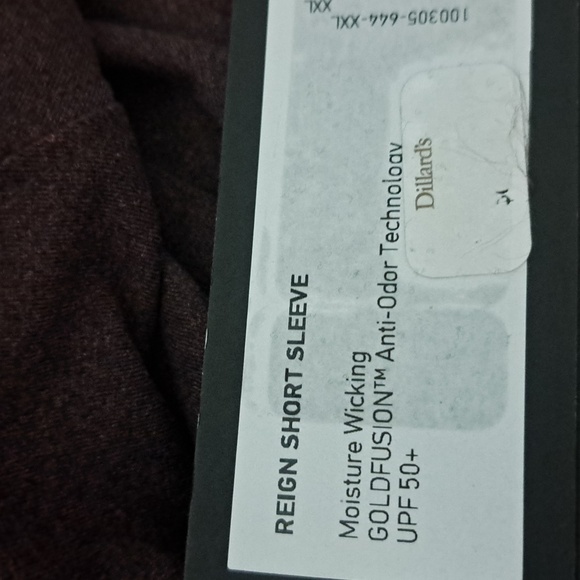 REIGN SHORT SLEEVE
Moisture Wicking
GOLDFUSION™ Anti-Odor Technology
UPF 50+
Dillard's
100305-644-XXL
XXL